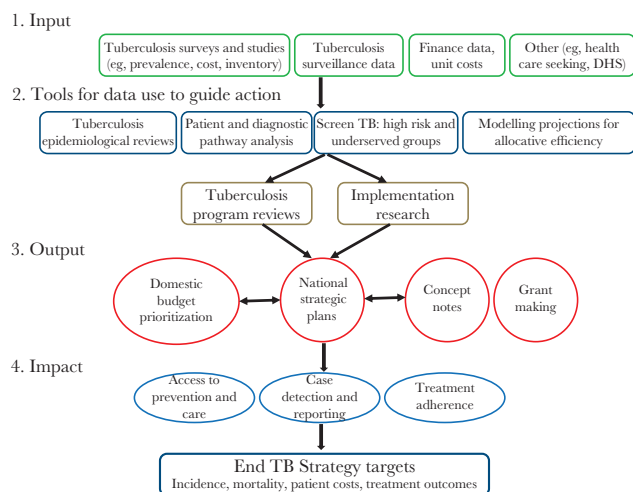 1. Input
Tuberculosis surveys and studies
(eg, prevalence, cost, inventory)
Tuberculosis
surveillance data
Finance data,
unit costs
Other (eg, health
care seeking, DHS)
2. Tools for data use to guide action
Tuberculosis
epidemiological reviews
Patient and diagnostic
pathway analysis
Screen TB: high risk and
underserved groups
Modelling projections for
allocative efficiency
Tuberculosis
program reviews
Implementation
research
3. Output
Domestic
budget
prioritization
National
strategic
plans
Concept
notes
Grant
making
4. Impact
Access to
prevention and
care
Case
detection and
reporting
Treatment
adherence
End TB Strategy targets
Incidence, mortality, patient costs, treatment outcomes